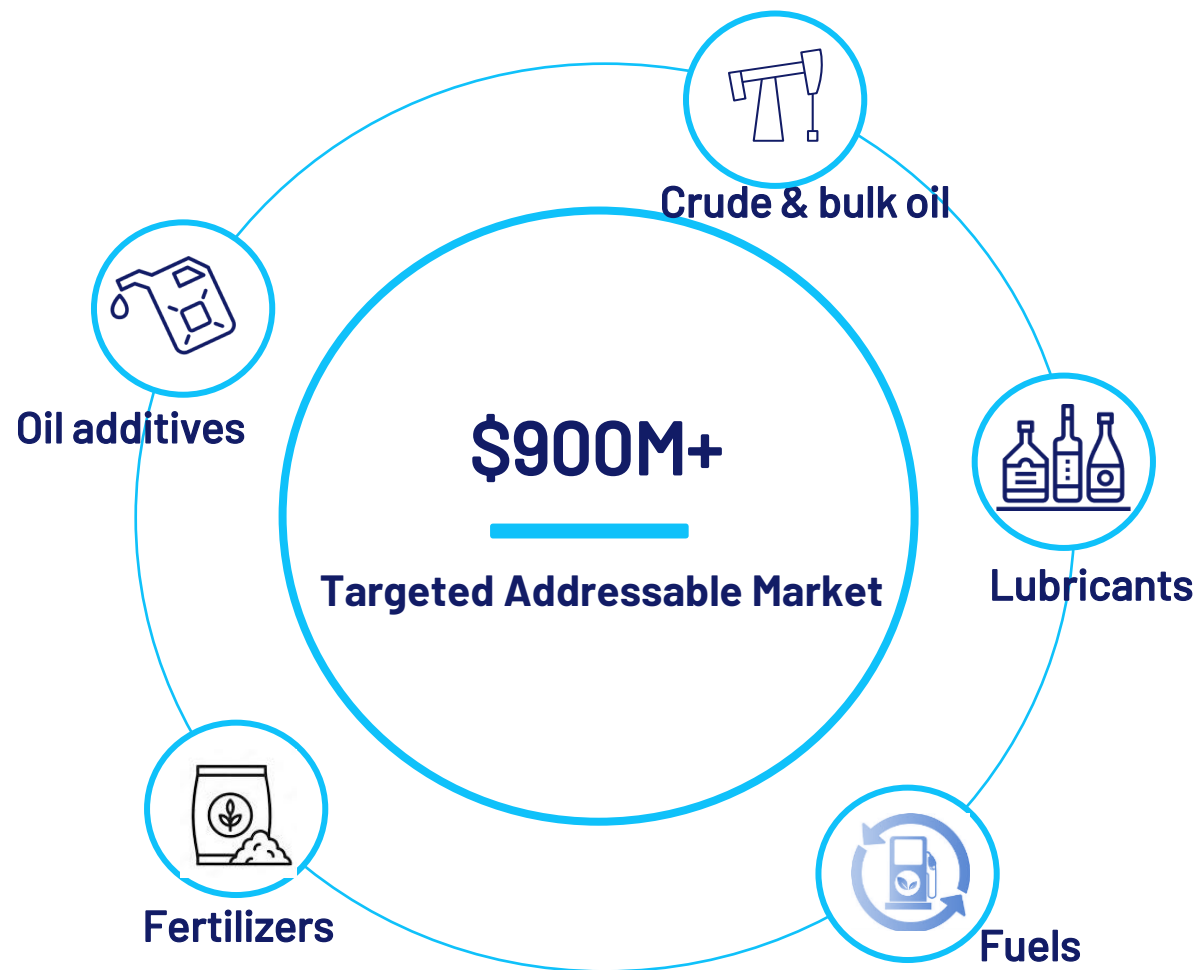 Crude & bulk oil
Oil additives
$900M+
Targeted Addressable Market
Lubricants
Fertilizers
Fuels